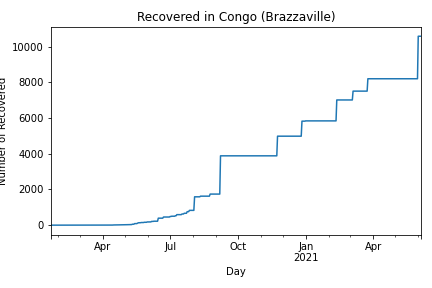 Recovered in Congo (Brazzaville)
Number of Recovered
10000
8000
6000
4000
2000
0
Apr
Jul
Oct
Jan
2021
Apr
Day